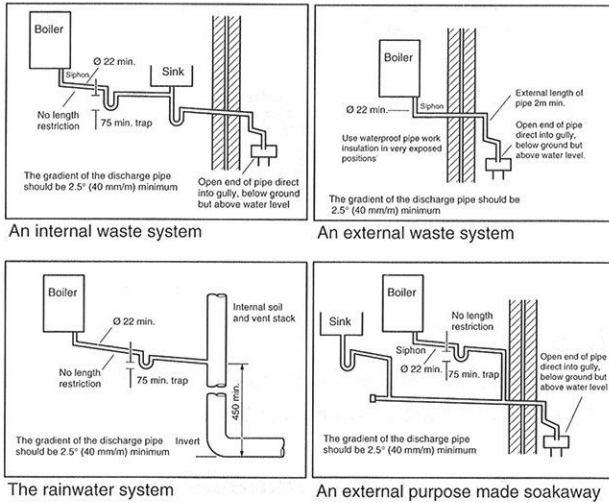 Boiler
Siphon
Ø 22 min.
Sink
No length
restriction
75 min. trap
The gradient of the discharge pipe
should be 2.5° (40 mm/m) minimum
Open end of pipe direct
into gully, below ground
but above water level
An internal waste system
Boiler
Ø 22 min.
Siphon
External length of
pipe 2m min.
Open end of pipe
direct into gully,
below ground but
above water level.
Use waterproof pipe work
insulation in very exposed
positions
The gradient of the discharge pipe should be
2.5° (40 mm/m) minimum
An external waste system
Boiler
Ø 22 min.
No length
restriction
75 min. trap
Internal soil
and vent stack
450 min.
Invert
The gradient of the discharge pipe
should be 2.5° (40 mm/m) minimum
The rainwater system
Sink
Boiler
No length
restriction
Siphon
Ø 22 min.
75 min. trap
Open end of pipe
direct into gully,
below ground but
above water level
The gradient of the discharge pipe
should be 2.5° (40 mm/m) minimum
An external purpose made soakaway